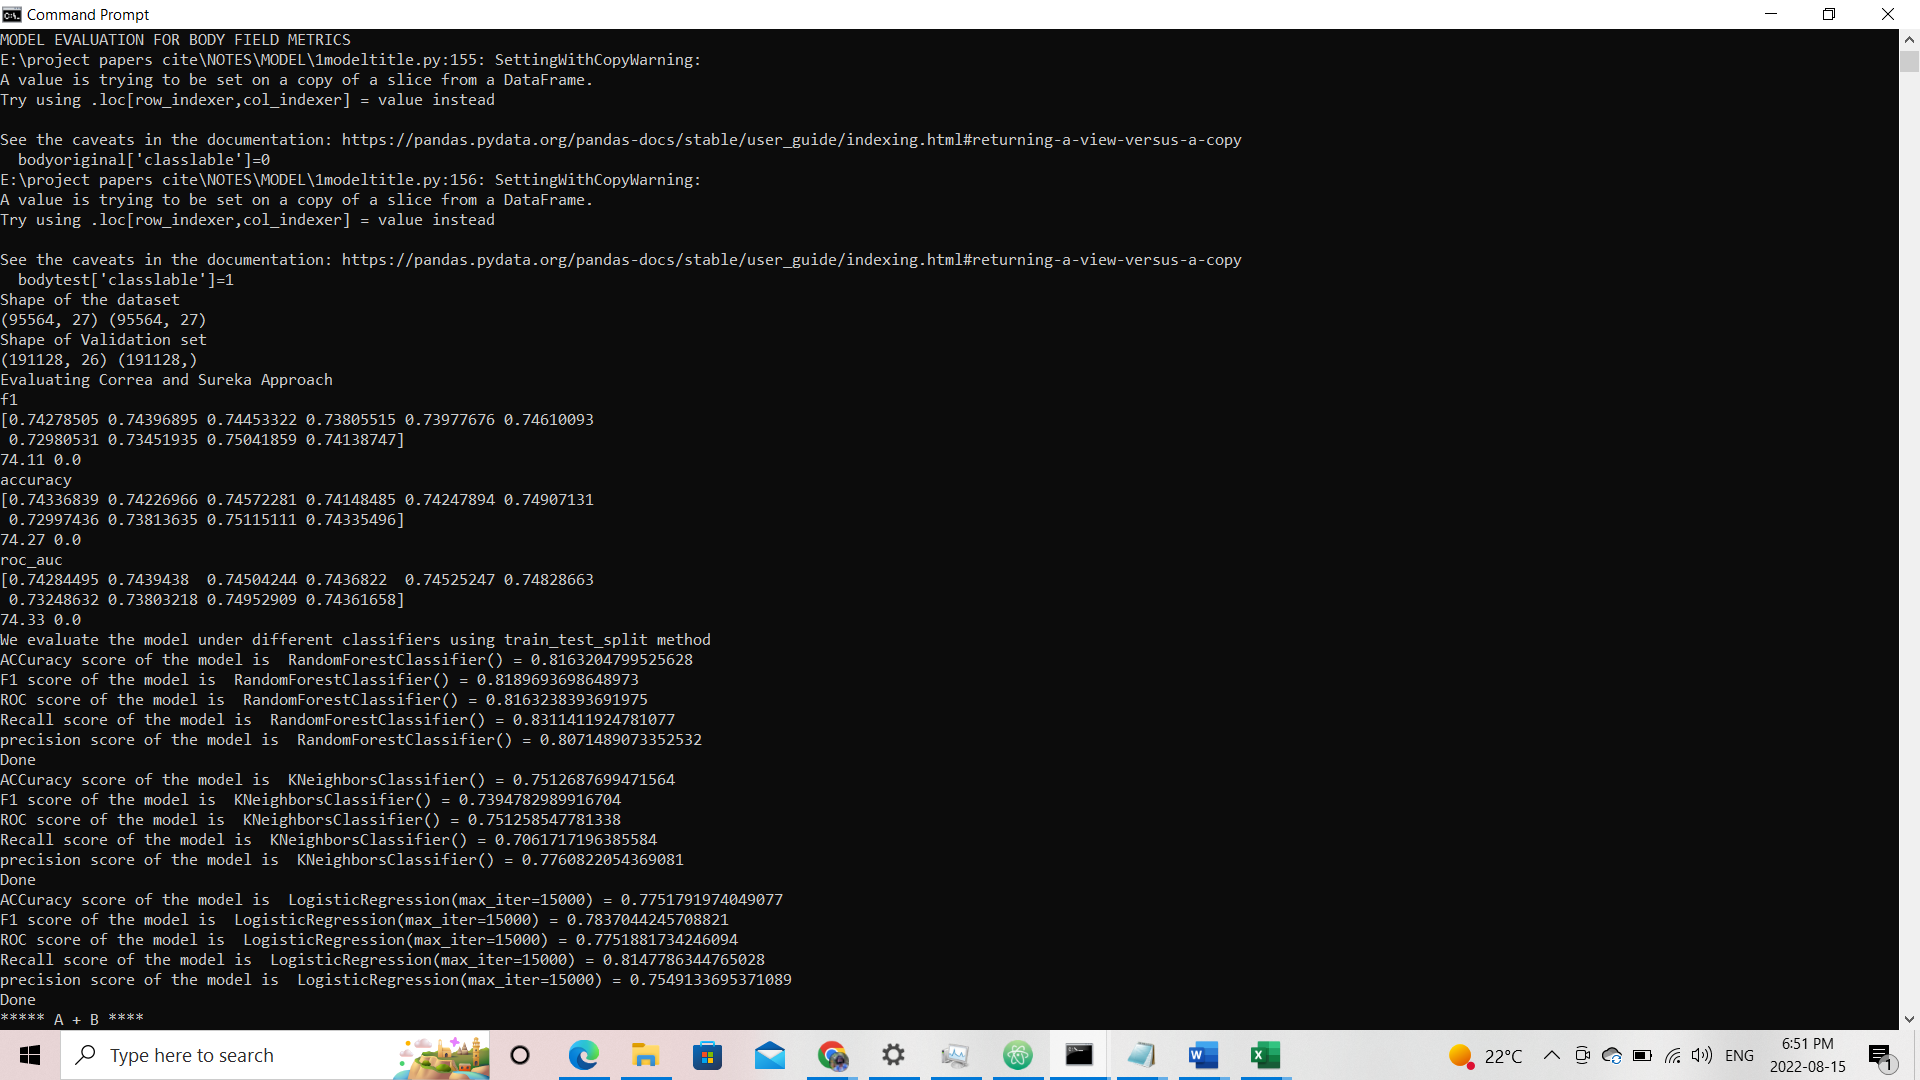 Command Prompt
MODEL EVALUATION FOR BODY FIELD METRICS
E:\project papers cite\NOTES\MODEL\1modeltitle.py:155: SettingWithCopyWarning:
A value is trying to be set on a copy of a slice from a DataFrame.
Try using .loc[row_indexer,col_indexer] = value instead

See the caveats in the documentation: https://pandas.pydata.org/pandas-docs/stable/user_guide/indexing.html#returning-a-view-versus-a-copy
  bodyoriginal['classlable']=0
E:\project papers cite\NOTES\MODEL\1modeltitle.py:156: SettingWithCopyWarning:
A value is trying to be set on a copy of a slice from a DataFrame.
Try using .loc[row_indexer,col_indexer] = value instead

See the caveats in the documentation: https://pandas.pydata.org/pandas-docs/stable/user_guide/indexing.html#returning-a-view-versus-a-copy
  bodytest['classlable']=1
Shape of the dataset
(95564, 27) (95564, 27)
Shape of Validation set
(191128, 26) (191128,)
Evaluating Correa and Sureka Approach
f1
[0.74278505 0.74396895 0.74453322 0.73805515 0.73977676 0.74610093
 0.72980531 0.73451935 0.75041859 0.74138747]
74.11 0.0
accuracy
[0.74336839 0.74226966 0.74572281 0.74148485 0.74247894 0.74907131
 0.72997436 0.73813635 0.75115111 0.74335496]
74.27 0.0
roc_auc
[0.74284495 0.7439438  0.74504244 0.7436822  0.74525247 0.74828663
 0.73248632 0.73803218 0.74952909 0.74361658]
74.33 0.0
We evaluate the model under different classifiers using train_test_split method
ACCuracy score of the model is  RandomForestClassifier() = 0.8163204799525628
F1 score of the model is  RandomForestClassifier() = 0.8189693698648973
ROC score of the model is  RandomForestClassifier() = 0.8163238393691975
Recall score of the model is  RandomForestClassifier() = 0.8311411924781077
precision score of the model is  RandomForestClassifier() = 0.8071489073352532
Done
ACCuracy score of the model is  KNeighborsClassifier() = 0.7512687699471564
F1 score of the model is  KNeighborsClassifier() = 0.7394782989916704
ROC score of the model is  KNeighborsClassifier() = 0.751258547781338
Recall score of the model is  KNeighborsClassifier() = 0.7061717196385584
precision score of the model is  KNeighborsClassifier() = 0.7760822054369081
Done
ACCuracy score of the model is  LogisticRegression(max_iter=15000) = 0.7751791974049077
F1 score of the model is  LogisticRegression(max_iter=15000) = 0.7837044245708821
ROC score of the model is  LogisticRegression(max_iter=15000) = 0.7751881734246094
Recall score of the model is  LogisticRegression(max_iter=15000) = 0.8147786344765028
precision score of the model is  LogisticRegression(max_iter=15000) = 0.7549133695371089
Done
***** A + B ****
Type here to search
22°C
ENG
6:51 PM
2022-08-15
1